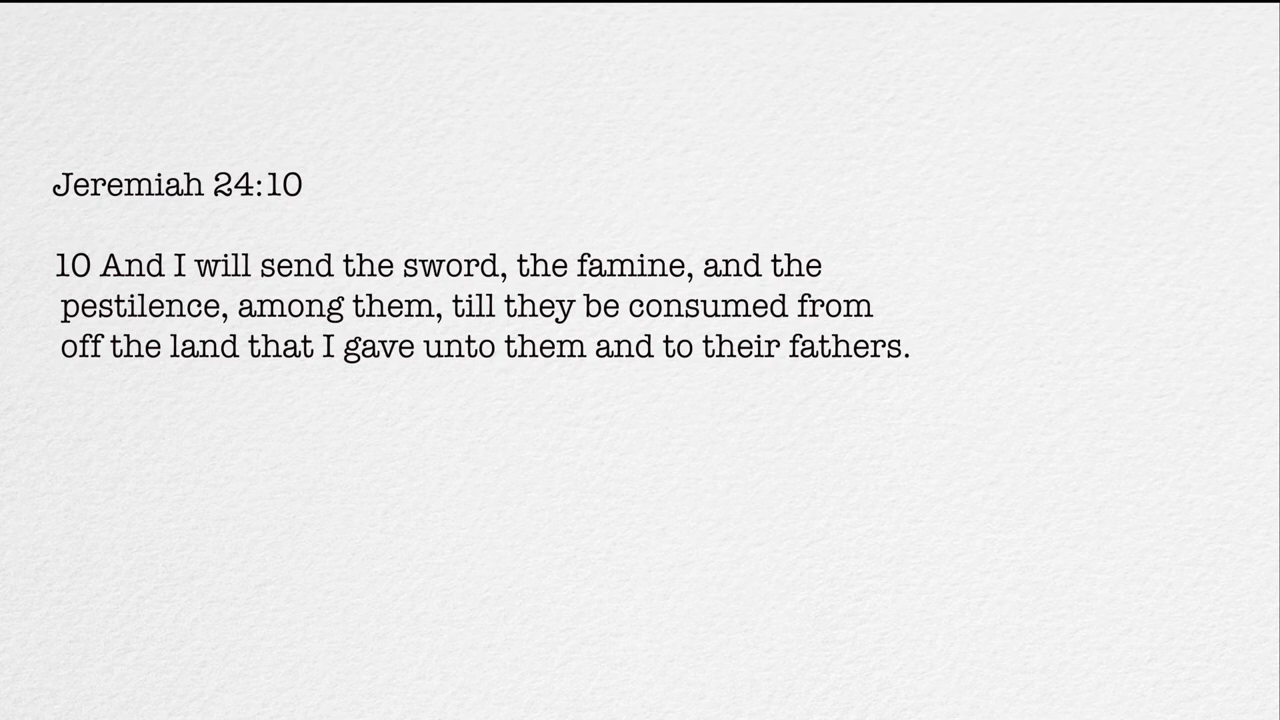 Jeremiah 24:10
10 And I will send the sword, the famine, and the
pestilence, among them, till they be consumed from
off the land that I gave unto them and to their fathers.